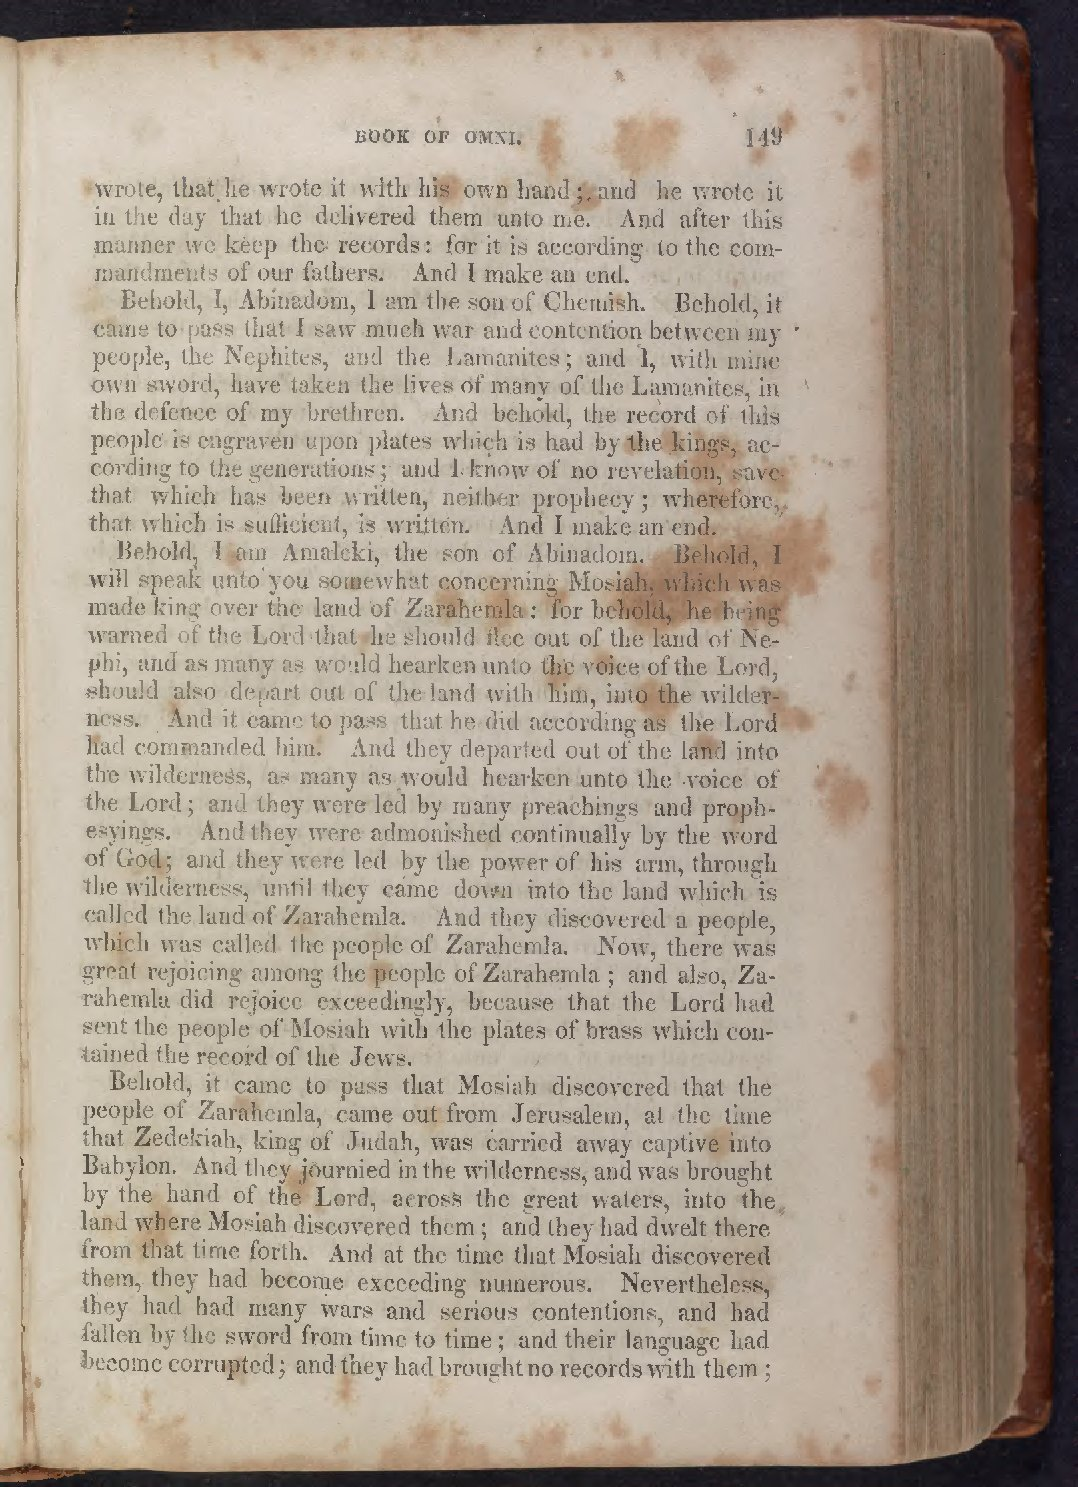 BOOK OF OMNI. 149
wrote, that he wrote it with his own hand; and he wrote it
in the day that he delivered them unto me. And after this
manner we keep the records: for it is according to the com-
mandments of our fathers. And I make an end.
Behold, I, Abinadom, I am the son of Chemish. Behold, it
came to pass that I saw much war and contention between my
people, the Nephites, and the Lamanites; and I, with mine
own sword, have taken the lives of many of the Lamanites, in
the defence of my brethren. And behold, the record of this
people is engraven upon plates which is had by the kings, ac-
cording to the generations; and I know of no revelation, save
that which has been written, neither prophecy; wherefore,
that which is sufficient, is written. And I make an end.
Behold, I am Amaleki, the son of Abinadom. Behold, I
will speak unto you somewhat concerning Mosiah, which was
made king over the land of Zarahemla: for behold, he being
warned of the Lord that he should flee out of the land of Ne-
phi, and as many as would hearken unto the voice of the Lord,
should also depart out of the land with him, into the wilder-
ness. And it came to pass that he did according as the Lord
had commanded him. And they departed out of the land into
the wilderness, as many as would hearken unto the voice of
the Lord; and they were led by many preachings and proph-
esyings. And they were admonished continually by the word
of God; and they were led by the power of his arm, through
the wilderness, until they came down into the land which is
called the land of Zarahemla. And they discovered a people,
which was called the people of Zarahemla. Now, there was
great rejoicing among the people of Zarahemla; and also, Za-
rahemla did rejoice exceedingly, because that the Lord had
sent the people of Mosiah with the plates of brass which con-
tained the record of the Jews.
Behold, it came to pass that Mosiah discovered that the
people of Zarahemla, came out from Jerusalem, at the time
that Zedekiah, king of Judah, was carried away captive into
Babylon. And they journied in the wilderness, and was brought
by the hand of the Lord, across the great waters, into the
land where Mosiah discovered them; and they had dwelt there
from that time forth. And at the time that Mosiah discovered
them, they had become exceeding numerous. Nevertheless,
they had had many wars and serious contentions, and had
fallen by the sword from time to time; and their language had
become corrupted; and they had brought no records with them;